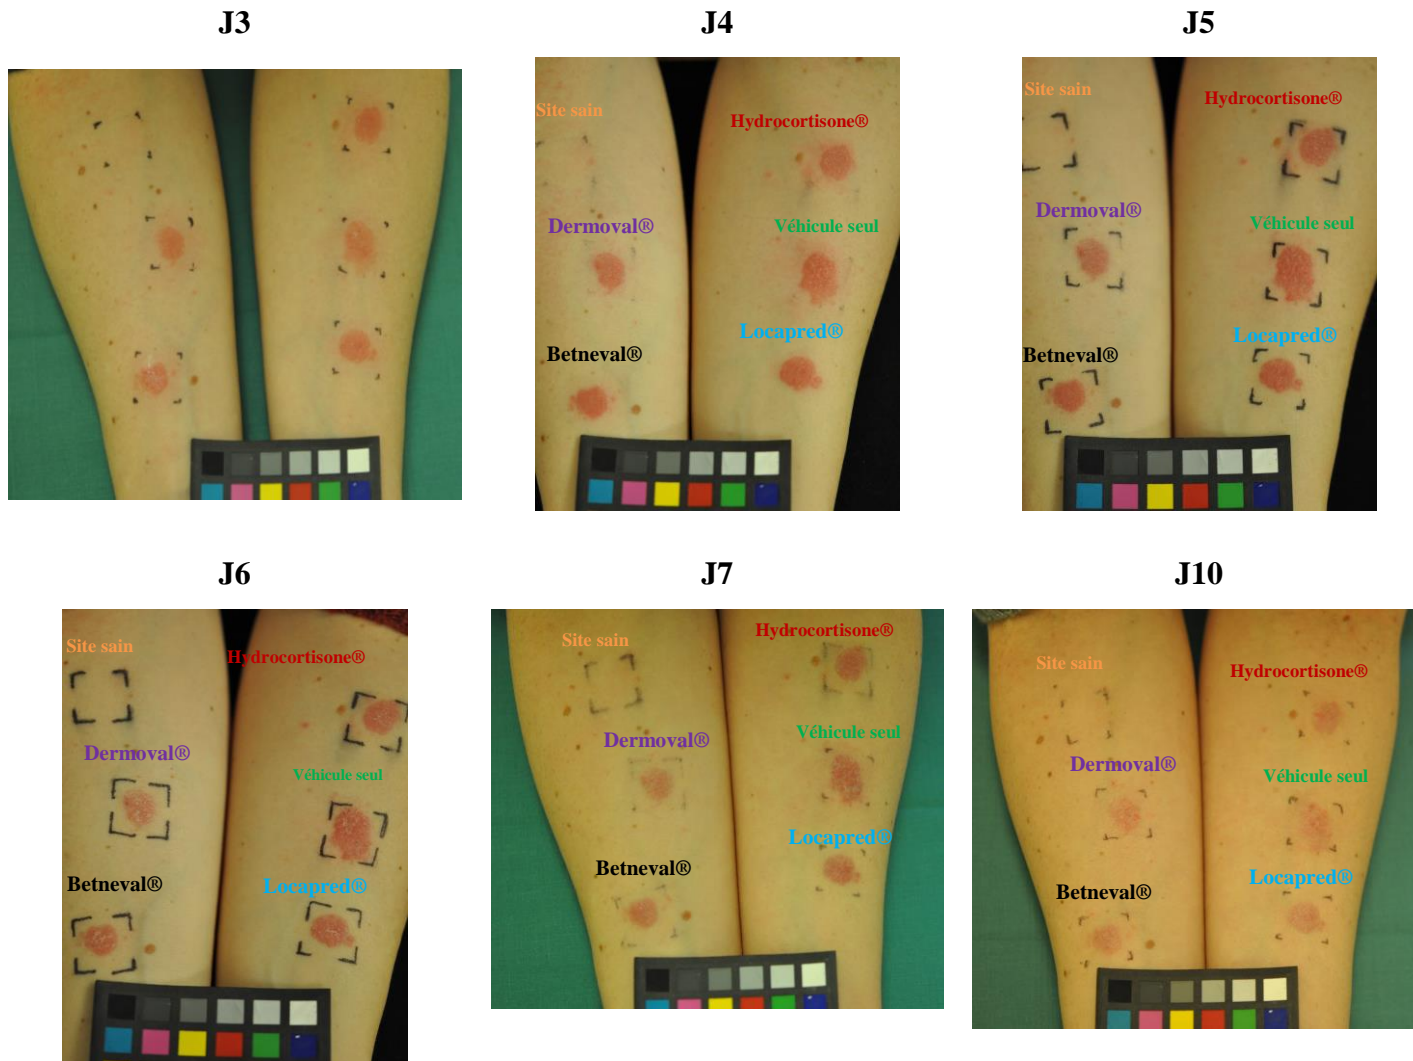 J3
J4
J5
Site sain
Hydrocortisone®
Dermoval®
Véhicule seul
Locapred®
Betneval®
Site sain
Hydrocortisone®
Dermoval®
Véhicule seul
Locapred®
Betneval®
J6
J7
J10
Site sain
Hydrocortisone®
Dermoval®
Véhicule seul
Betneval®
Locapred®
Site sain
Hydrocortisone®
Dermoval®
Véhicule seul
Locapred®
Betneval®
Site sain
Hydrocortisone®
Dermoval®
Véhicule seul
Locapred®
Betneval®